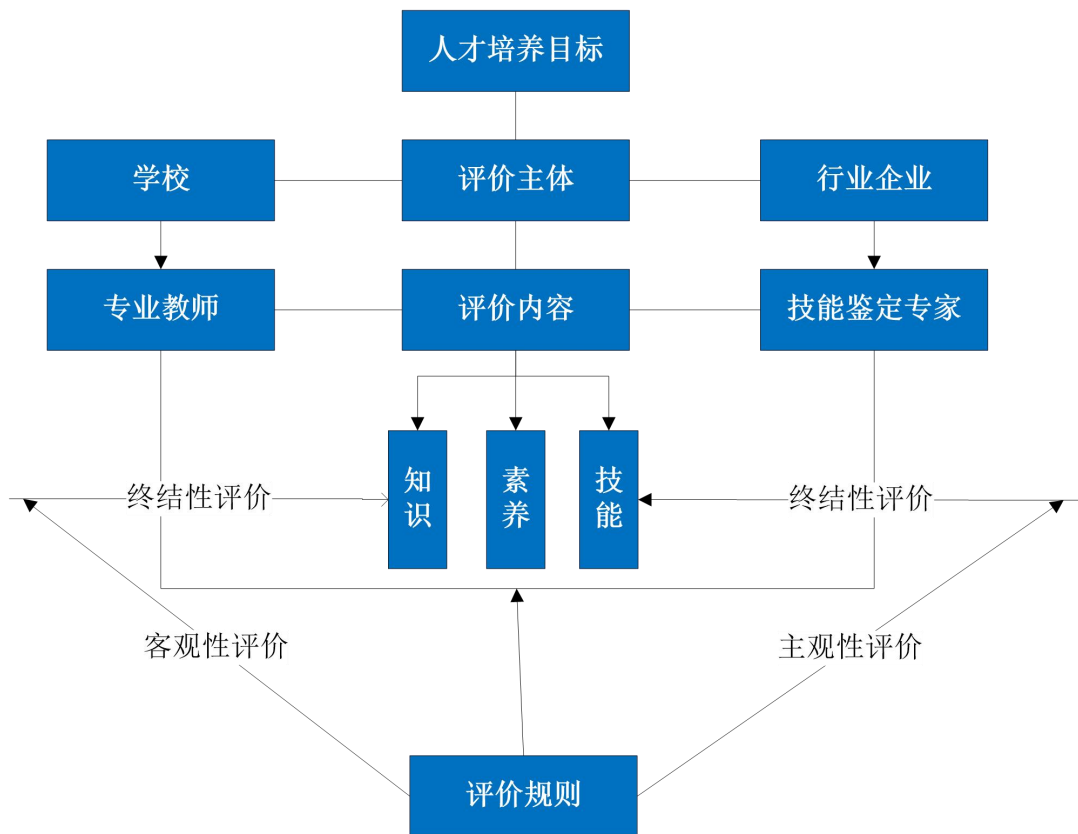 人才培养目标
学校
评价主体
行业企业
专业教师
评价内容
技能鉴定专家
知识
素养
技能
终结性评价
终结性评价
客观性评价
主观性评价
评价规则